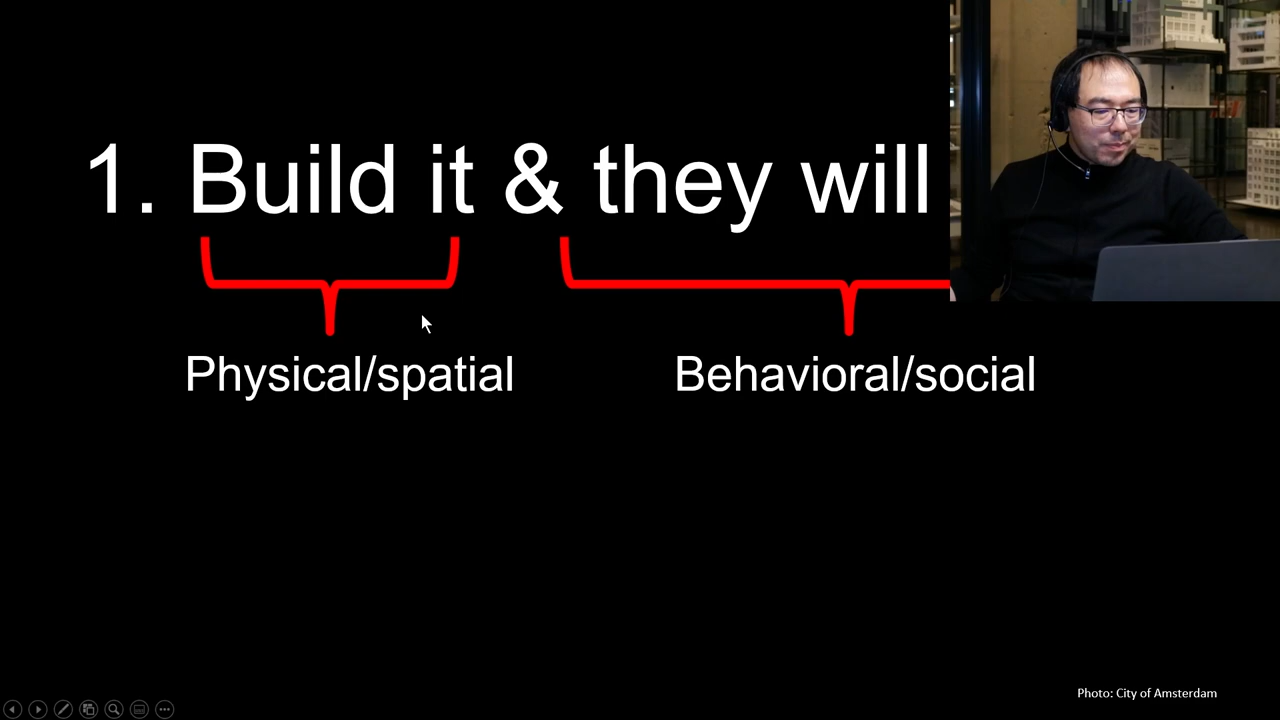 1. Build it & they will
Physical/spatial
Behavioral/social
Photo: City of Amsterdam